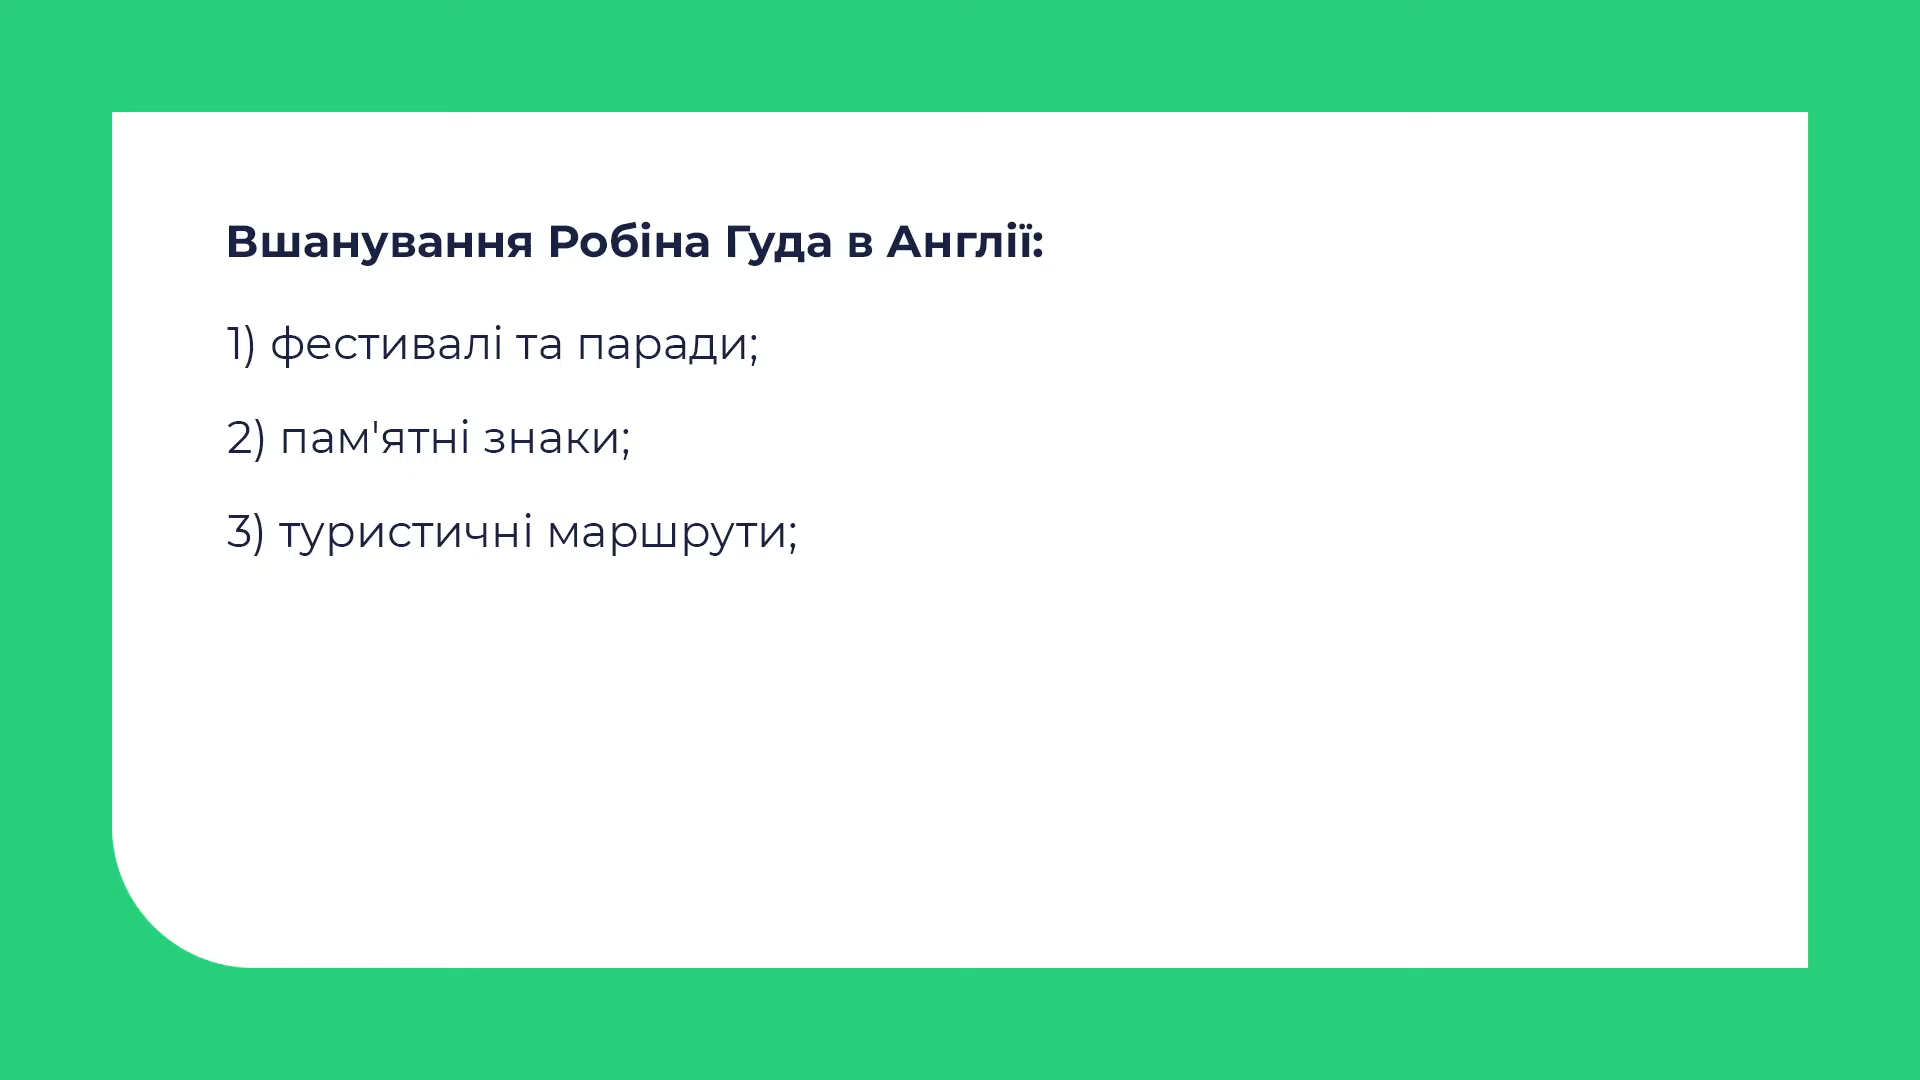 Вшанування Робіна Гуда в Англії:
1) фестивалі та паради;
2) пам'ятні знаки;
3) туристичні маршрути;